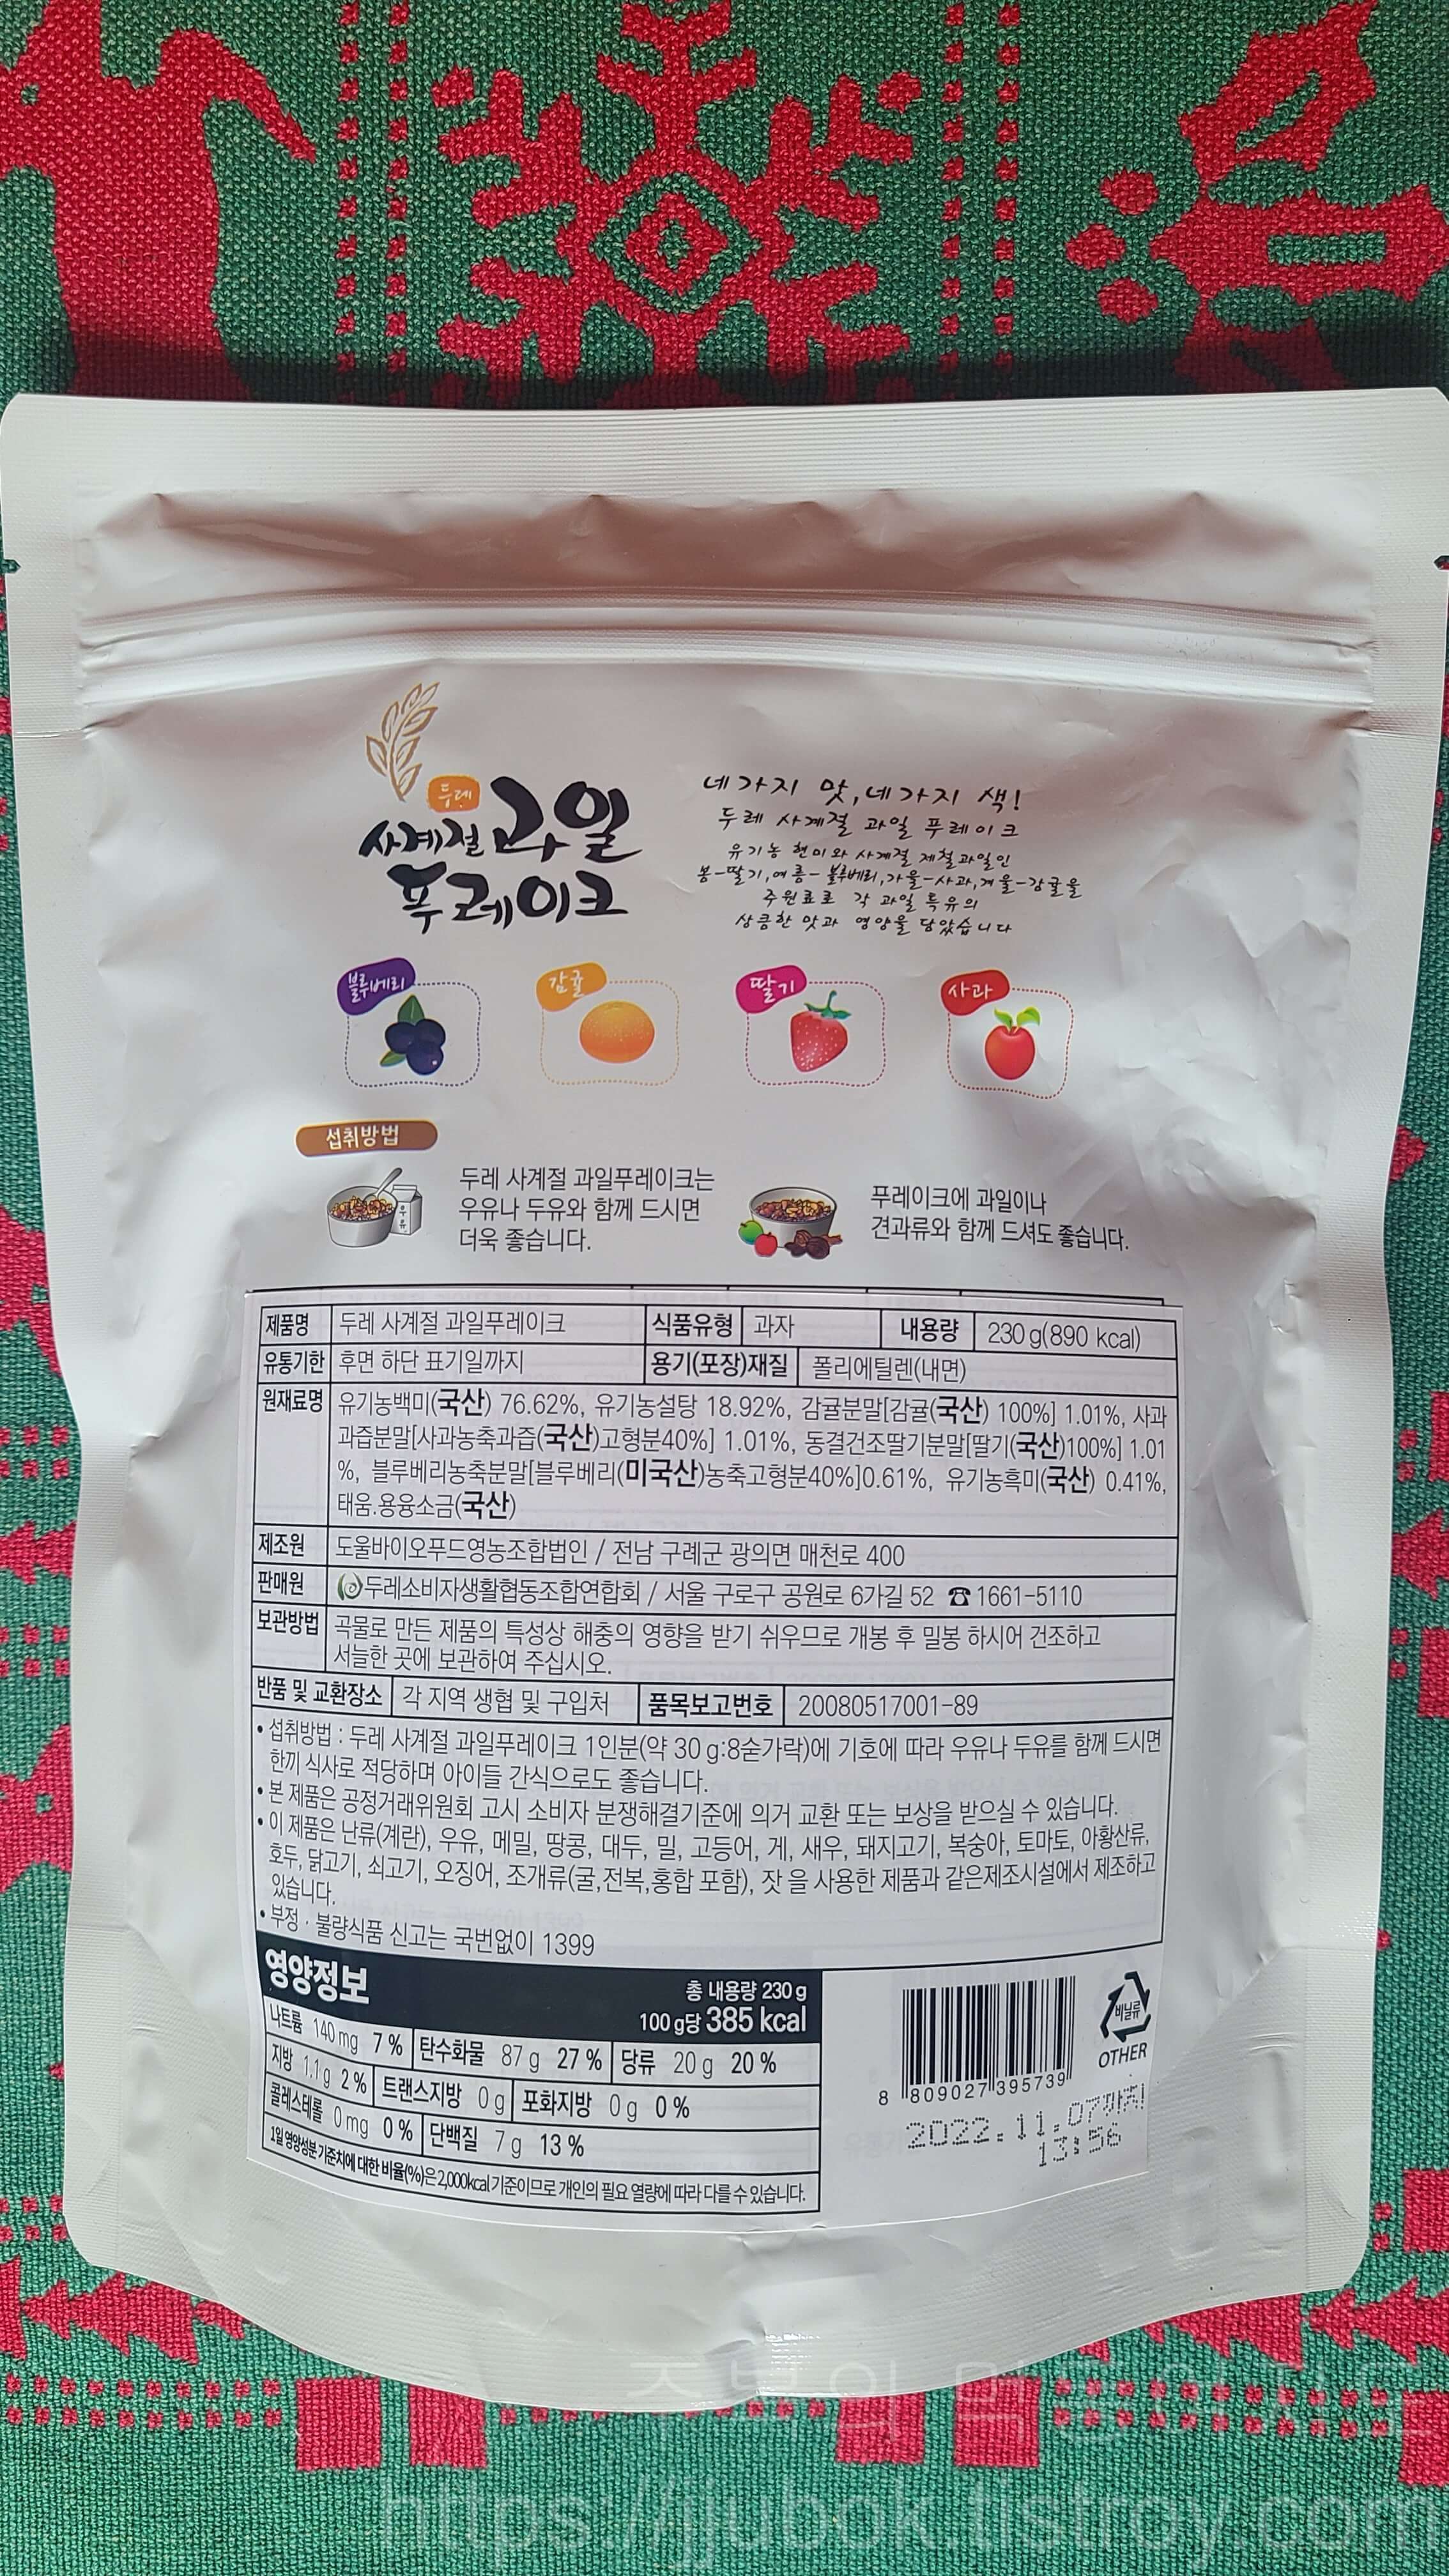 두레
사계절 과일
푸레이크
네가지 맛, 네가지 색!
두레 사계절 과일 푸레이크
유기농 현미와 사계절 제철과일인
봄-딸기, 여름-블루베리, 가을-사과, 겨울-감귤을
주원료로 각 과일 특유의
상큼한 맛과 영양을 담았습니다
블루베리
감귤
딸기
사과
섭취방법
우유
두레 사계절 과일푸레이크는
우유나 두유와 함께 드시면
더욱 좋습니다.
푸레이크에 과일이나
견과류와 함께 드셔도 좋습니다.
제품명 두레 사계절 과일푸레이크 식품유형 과자 내용량 230 g(890 kcal)
유통기한 후면 하단 표기일까지 용기(포장)재질 폴리에틸렌(내면)
원재료명 유기농백미(국산) 76.62%, 유기농설탕 18.92%, 감귤분말[감귤(국산) 100%] 1.01%, 사과
과즙분말[사과농축과즙(국산)고형분40%] 1.01%, 동결건조딸기분말[딸기(국산)100%] 1.01
%, 블루베리농축분말[블루베리(미국산)농축고형분40%]0.61%, 유기농흑미(국산) 0.41%,
태움.용융소금(국산)
제조원 도울바이오푸드영농조합법인 / 전남 구례군 광의면 매천로 400
판매원 두레소비자생활협동조합연합회 / 서울 구로구 공원로 6가길 52 ☎ 1661-5110
보관방법 곡물로 만든 제품의 특성상 해충의 영향을 받기 쉬우므로 개봉 후 밀봉 하시어 건조하고
서늘한 곳에 보관하여 주십시오.
반품 및 교환장소 각 지역 생협 및 구입처 품목보고번호 20080517001-89
• 섭취방법 : 두레 사계절 과일푸레이크 1인분(약 30 g:8숟가락)에 기호에 따라 우유나 두유를 함께 드시면
한끼 식사로 적당하며 아이들 간식으로도 좋습니다.
• 본 제품은 공정거래위원회 고시 소비자 분쟁해결기준에 의거 교환 또는 보상을 받으실 수 있습니다.
• 이 제품은 난류(계란), 우유, 메밀, 땅콩, 대두, 밀, 고등어, 게, 새우, 돼지고기, 복숭아, 토마토, 아황산류,
호두, 닭고기, 쇠고기, 오징어, 조개류(굴,전복,홍합 포함), 잣 을 사용한 제품과 같은제조시설에서 제조하고
있습니다.
• 부정 · 불량식품 신고는 국번없이 1399
영양정보 총 내용량 230 g
100 g당 385 kcal
나트륨 140 mg 7 % 탄수화물 87 g 27 % 당류 20 g 20 %
지방 1.1 g 2 % 트랜스지방 0 g 포화지방 0 g 0 %
콜레스테롤 0 mg 0 % 단백질 7 g 13 %
1일 영양성분 기준치에 대한 비율(%)은 2,000kcal 기준이므로 개인의 필요 열량에 따라 다를 수 있습니다.
비닐류
OTHER
8 809027 395739
2022.11.07까지
13:56
주복의 먹동여지도
https://jjubok.tistroy.com